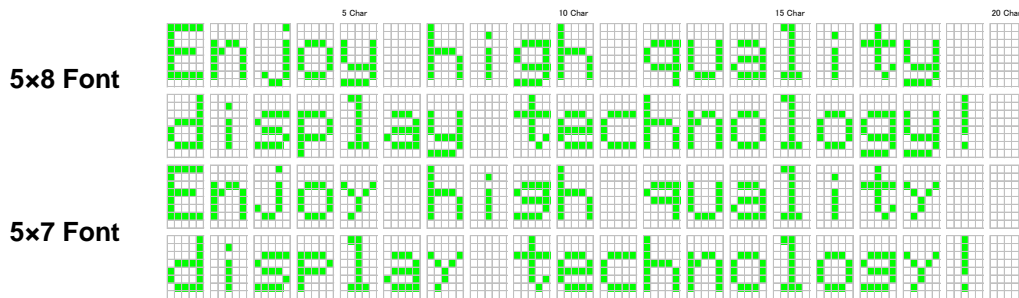 5 Char 10 Char 15 Char 20 Char
5×8 Font
Enjoy high quality
display technology!
5×7 Font
Enjoy high quality
display technology!